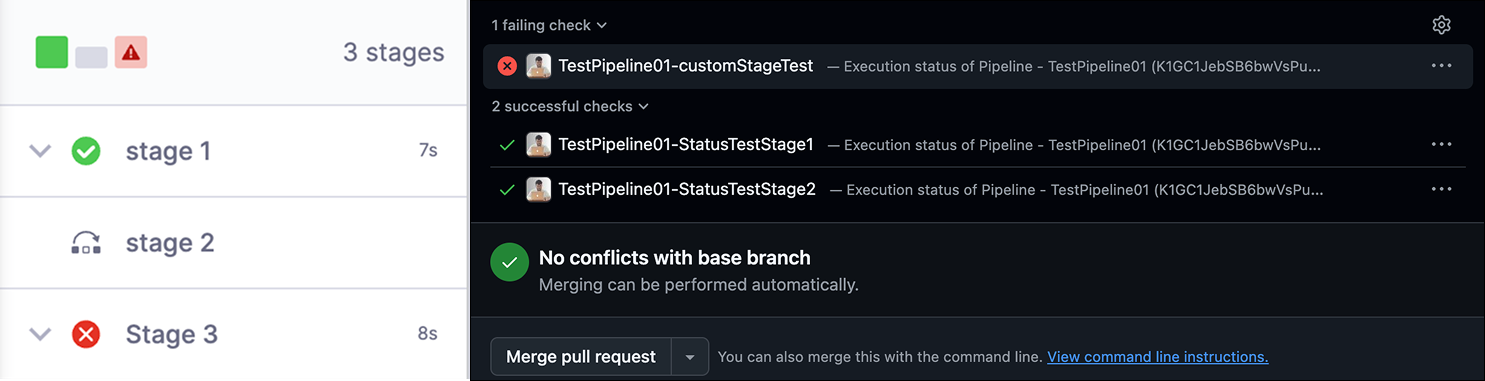 3 stages
stage 1
7s
stage 2
Stage 3
8s
1 failing check
TestPipeline01-customStageTest — Execution status of Pipeline - TestPipeline01 (K1GC1JebSB6bwVsPu...
2 successful checks
TestPipeline01-StatusTestStage1 — Execution status of Pipeline - TestPipeline01 (K1GC1JebSB6bwVsPu...
TestPipeline01-StatusTestStage2 — Execution status of Pipeline - TestPipeline01 (K1GC1JebSB6bwVsPu...
No conflicts with base branch
Merging can be performed automatically.
Merge pull request
You can also merge this with the command line. View command line instructions.